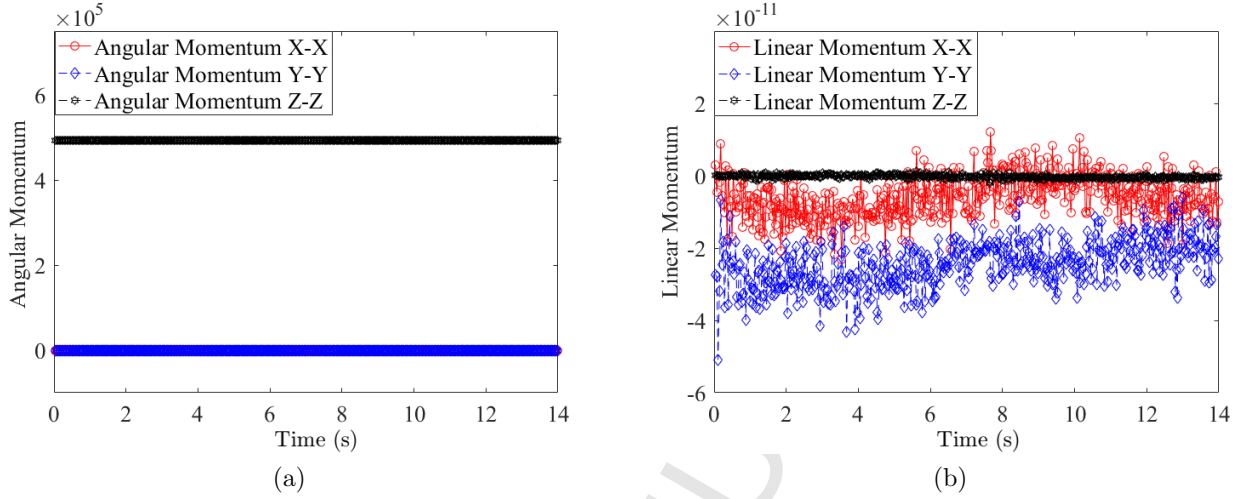 ×10⁵
Angular Momentum X-X
Angular Momentum Y-Y
Angular Momentum Z-Z
6
4
2
0
Angular Momentum
0 2 4 6 8 10 12 14
Time (s)
(a)
×10⁻¹¹
Linear Momentum X-X
Linear Momentum Y-Y
Linear Momentum Z-Z
2
0
-2
-4
-6
Linear Momentum
0 2 4 6 8 10 12 14
Time (s)
(b)